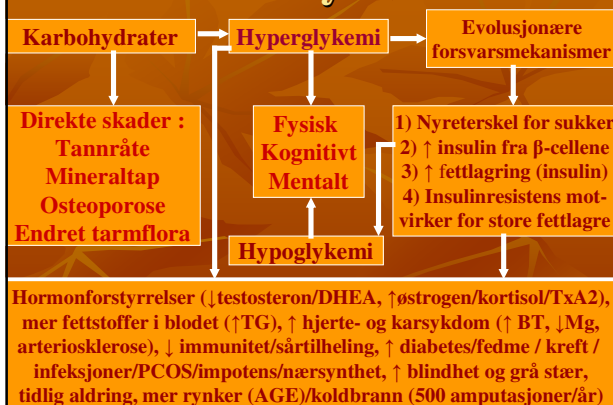 Karbohydrater
Hyperglykemi
Evolusjonære
forsvarsmekanismer
Direkte skader :
Tannråte
Mineraltap
Osteoporose
Endret tarmflora
Fysisk
Kognitivt
Mentalt
1) Nyreterskel for sukker
2) ↑ insulin fra β-cellene
3) ↑ fettlagring (insulin)
4) Insulinresistens mot-
virker for store fettlagre
Hypoglykemi
Hormonforstyrrelser (↓testosteron/DHEA, ↑østrogen/kortisol/TxA2),
mer fettstoffer i blodet (↑TG), ↑ hjerte- og karsykdom (↑ BT, ↓Mg,
arteriosklerose), ↓ immunitet/sårtilheling, ↑ diabetes/fedme / kreft /
infeksjoner/PCOS/impotens/nærsynthet, ↑ blindhet og grå stær,
tidlig aldring, mer rynker (AGE)/koldbrann (500 amputasjoner/år)